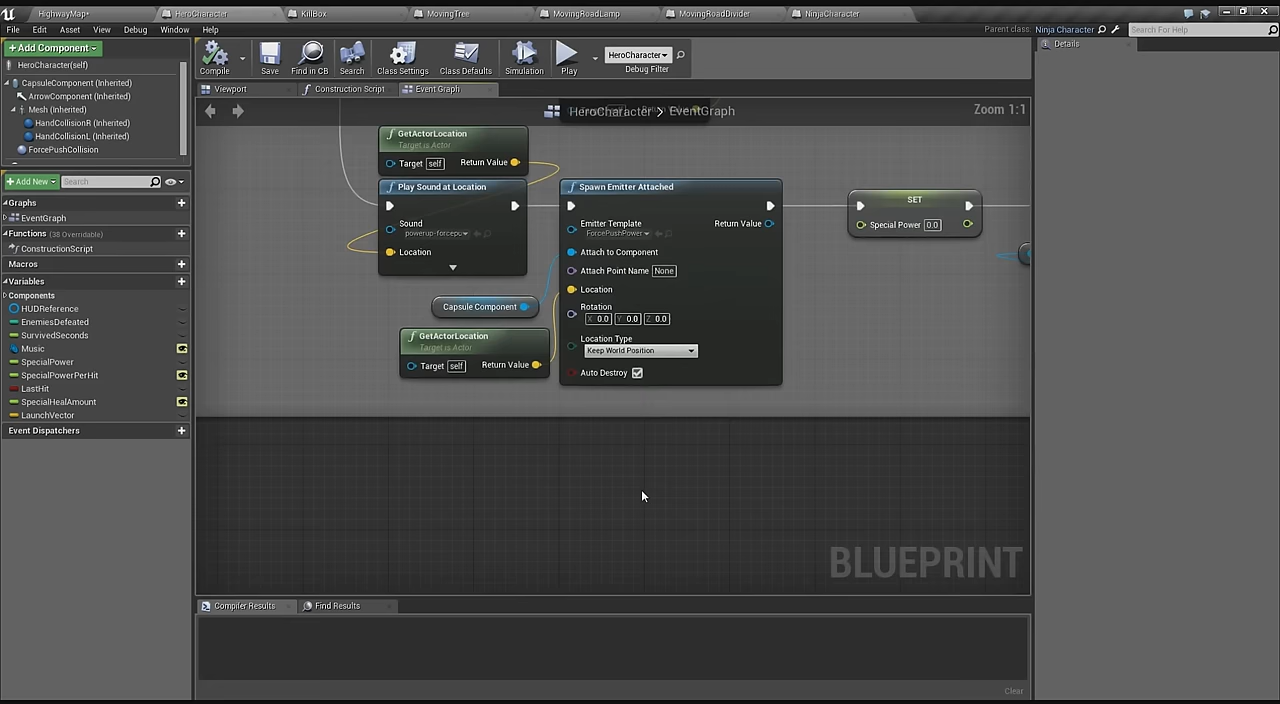 HighwayMap*
HeroCharacter
KillBox
MovingTree
MovingRoadLamp
MovingRoadDivider
NinjaCharacter
File Edit Asset View Debug Window Help
Parent class: Ninja Character
Search For Help
+Add Component
HeroCharacter(self)
CapsuleComponent (Inherited)
ArrowComponent (Inherited)
Mesh (Inherited)
HandCollisionR (Inherited)
HandCollisionL (Inherited)
ForcePushCollision
+Add New
Search
Graphs
EventGraph
Functions (38 Overridable)
ConstructionScript
Macros
Variables
Components
HUDReference
EnemiesDefeated
SurvivedSeconds
Music
SpecialPower
SpecialPowerPerHit
LastHit
SpecialHealAmount
LaunchVector
Event Dispatchers
Compile
Save
Find in CB
Search
Class Settings
Class Defaults
Simulation
Play
HeroCharacter
Debug Filter
Viewport
Construction Script
Event Graph
HeroCharacter > EventGraph
Zoom 1:1
GetActorLocation
Target is Actor
Target self Return Value
Play Sound at Location
Sound
powerup-forcepu
Location
Capsule Component
GetActorLocation
Target is Actor
Target self Return Value
Spawn Emitter Attached
Emitter Template Return Value
ForcePushPower
Attach to Component
Attach Point Name None
Location
Rotation
X 0.0 Y 0.0 Z 0.0
Location Type
Keep World Position
Auto Destroy
SET
Special Power 0.0
BLUEPRINT
Compiler Results
Find Results
Clear
Details